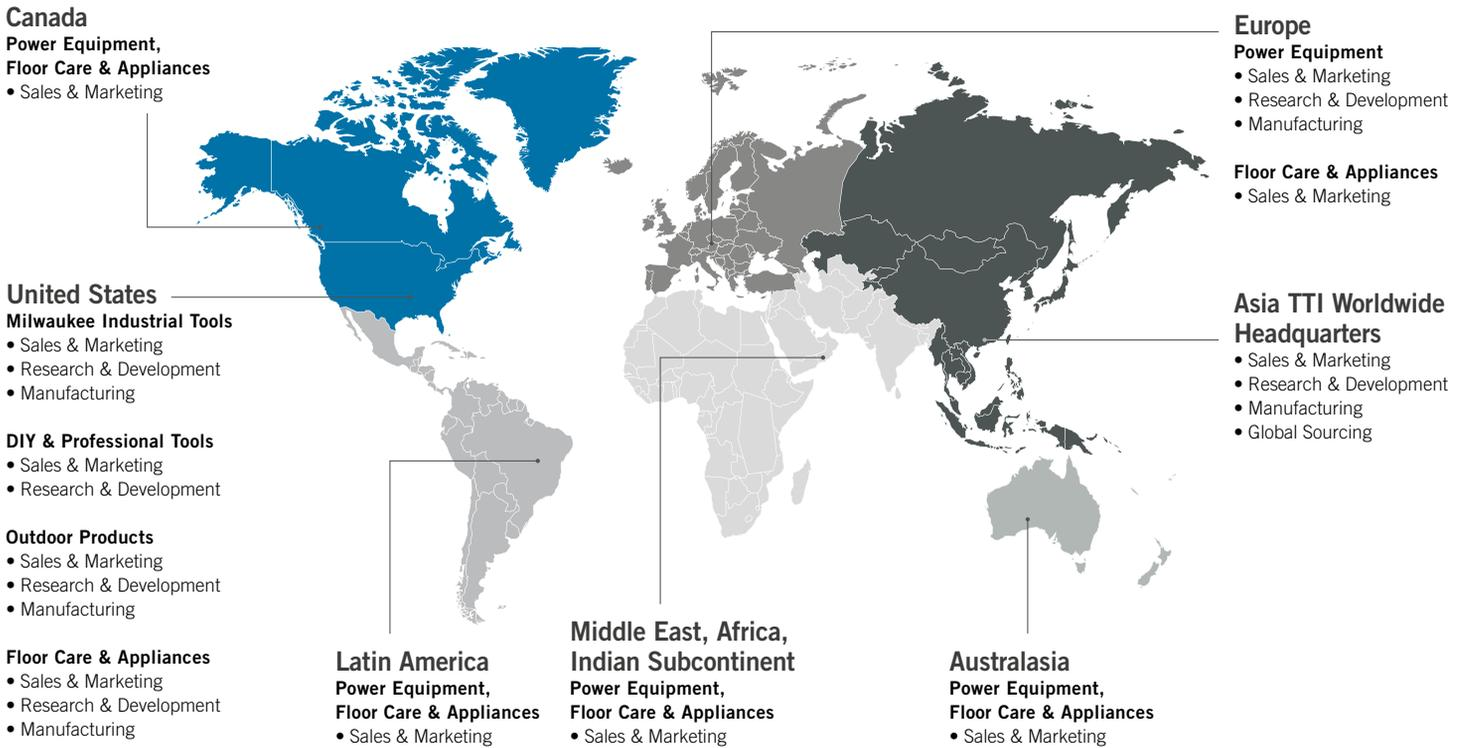 Canada
Power Equipment,
Floor Care & Appliances
• Sales & Marketing
United States
Milwaukee Industrial Tools
• Sales & Marketing
• Research & Development
• Manufacturing
DIY & Professional Tools
• Sales & Marketing
• Research & Development
Outdoor Products
• Sales & Marketing
• Research & Development
• Manufacturing
Floor Care & Appliances
• Sales & Marketing
• Research & Development
• Manufacturing
Latin America
Power Equipment,
Floor Care & Appliances
• Sales & Marketing
Middle East, Africa,
Indian Subcontinent
Power Equipment,
Floor Care & Appliances
• Sales & Marketing
Australasia
Power Equipment,
Floor Care & Appliances
• Sales & Marketing
Europe
Power Equipment
• Sales & Marketing
• Research & Development
• Manufacturing
Floor Care & Appliances
• Sales & Marketing
Asia TTI Worldwide
Headquarters
• Sales & Marketing
• Research & Development
• Manufacturing
• Global Sourcing